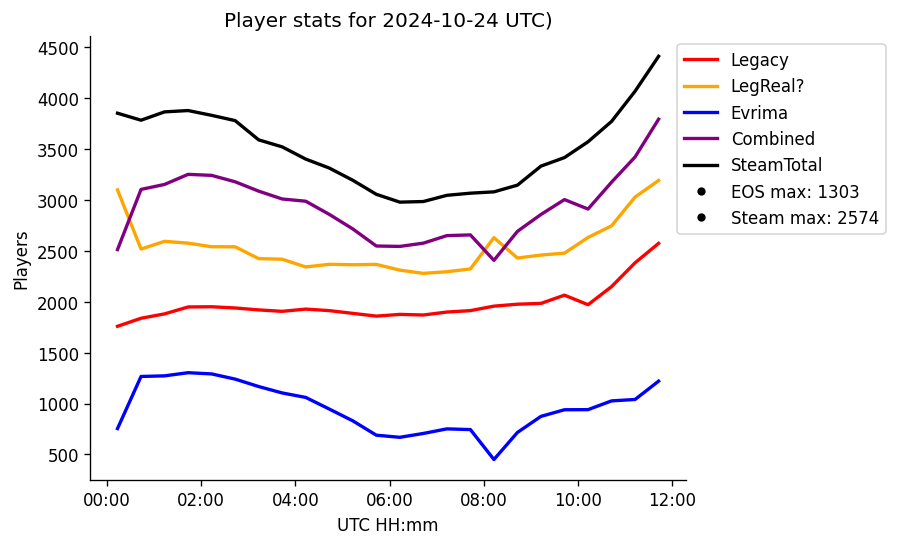 Player stats for 2024-10-24 UTC)
Players
4500
4000
3500
3000
2500
2000
1500
1000
500
00:00 02:00 04:00 06:00 08:00 10:00 12:00
UTC HH:mm
Legacy
LegReal?
Evrima
Combined
SteamTotal
EOS max: 1303
Steam max: 2574